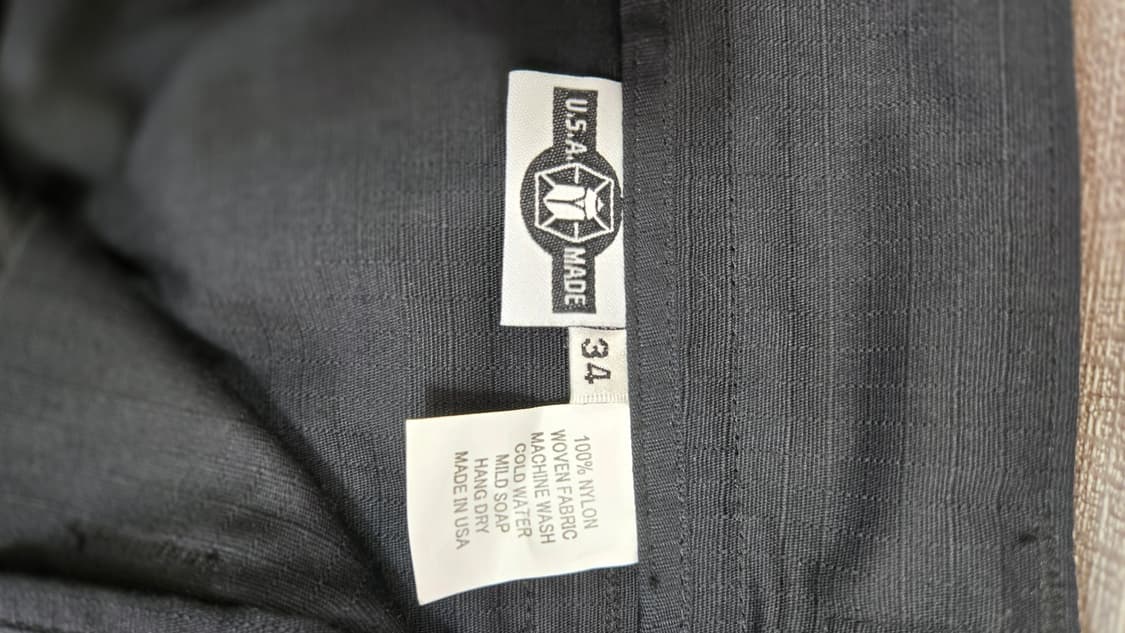 U.S.A. MADE
34
100% NYLON
WOVEN FABRIC
MACHINE WASH
COLD WATER
MILD SOAP
HANG DRY
MADE IN USA